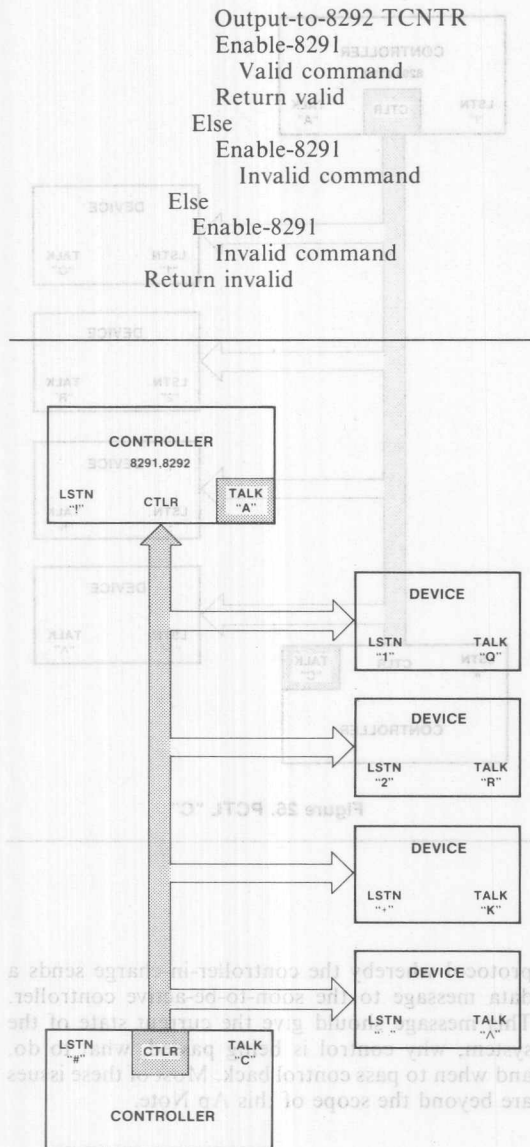 Output-to-8292 TCNTR
Enable-8291
Valid command
Return valid
Else
Enable-8291
Invalid command
Else
Enable-8291
Invalid command
Return invalid
CONTROLLER
8291.8292
LSTN CTLR TALK
"!" "A"
DEVICE
LSTN TALK
"1" "Q"
DEVICE
LSTN TALK
"2" "R"
DEVICE
LSTN TALK
"+" "K"
DEVICE
LSTN TALK
"^"
LSTN CTLR TALK
"#" "C"
CONTROLLER